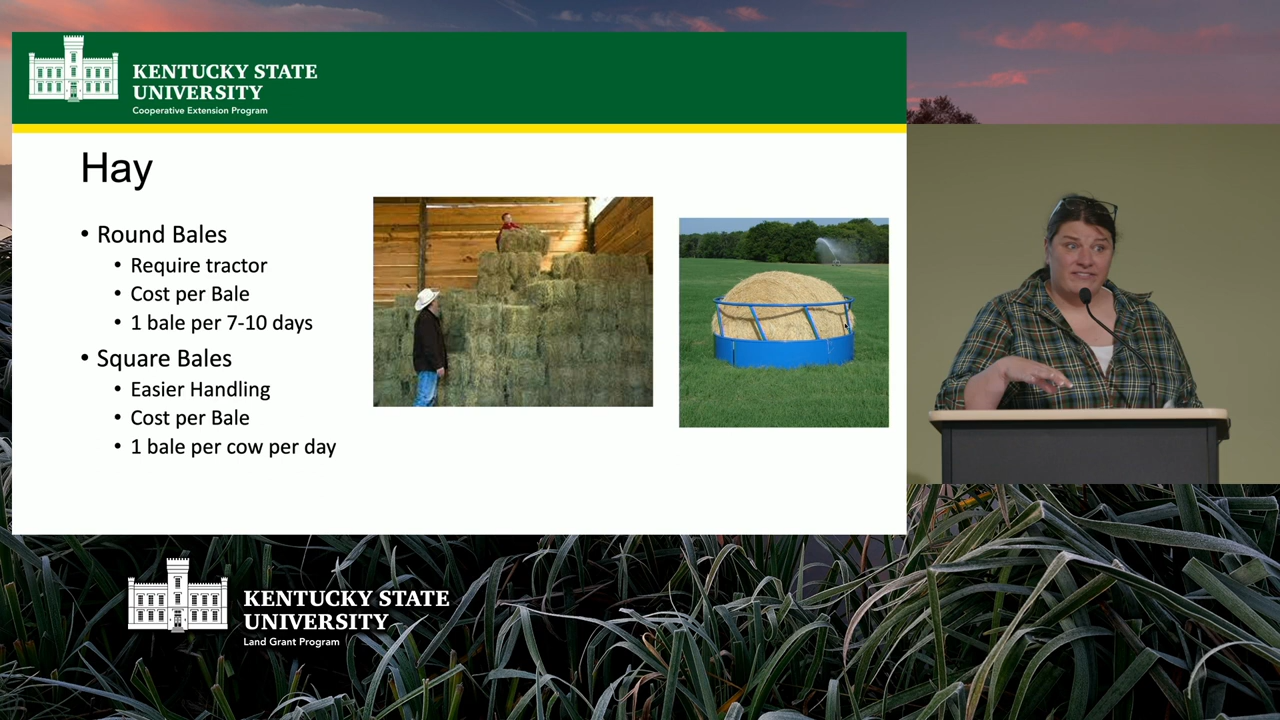 KENTUCKY STATE
UNIVERSITY
Cooperative Extension Program
Hay
• Round Bales
• Require tractor
• Cost per Bale
• 1 bale per 7-10 days
• Square Bales
• Easier Handling
• Cost per Bale
• 1 bale per cow per day
KENTUCKY STATE
UNIVERSITY
Land Grant Program